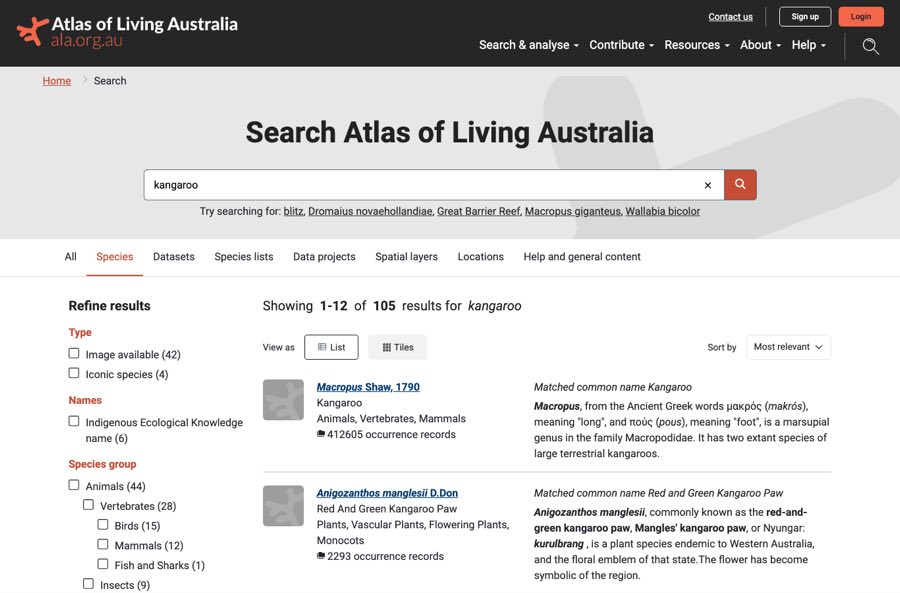 Atlas of Living Australia
ala.org.au
Contact us
Sign up
Login
Search & analyse
Contribute
Resources
About
Help
Home
Search
Search Atlas of Living Australia
kangaroo
Try searching for: blitz, Dromaius novaehollandiae, Great Barrier Reef, Macropus giganteus, Wallabia bicolor
All
Species
Datasets
Species lists
Data projects
Spatial layers
Locations
Help and general content
Refine results
Type
Image available (42)
Iconic species (4)
Names
Indigenous Ecological Knowledge
name (6)
Species group
Animals (44)
Vertebrates (28)
Birds (15)
Mammals (12)
Fish and Sharks (1)
Insects (9)
Showing 1-12 of 105 results for kangaroo
View as
List
Tiles
Sort by
Most relevant
Macropus Shaw, 1790
Kangaroo
Animals, Vertebrates, Mammals
412605 occurrence records
Matched common name Kangaroo
Macropus, from the Ancient Greek words μακρός (makrós),
meaning "long", and πούς (pous), meaning "foot", is a marsupial
genus in the family Macropodidae. It has two extant species of
large terrestrial kangaroos.
Anigozanthos manglesii D.Don
Red And Green Kangaroo Paw
Plants, Vascular Plants, Flowering Plants,
Monocots
2293 occurrence records
Matched common name Red and Green Kangaroo Paw
Anigozanthos manglesii, commonly known as the red-and-
green kangaroo paw, Mangles' kangaroo paw, or Nyungar:
kurulbrang , is a plant species endemic to Western Australia,
and the floral emblem of that state.The flower has become
symbolic of the region.